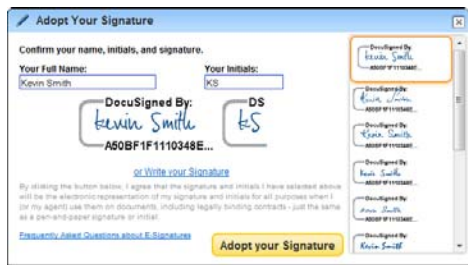 Adopt Your Signature
Confirm your name, initials, and signature.
Your Full Name: Your Initials:
Kevin Smith KS
DocuSigned By: DS
Kevin Smith KS
A50BF1F1110348E...
or Write your Signature
By clicking the button below, I agree that the signature and initials I have selected above
will be the electronic representation of my signature and initials for all purposes when I
(or my agent) use them on documents, including legally binding contracts - just the same
as a pen-and-paper signature or initial.
Frequently Asked Questions about E-Signatures
Adopt your Signature
DocuSigned By:
Kevin Smith
A50BF1F1110348E...
DocuSigned By:
Kevin Smith
A50BF1F1110348E...
DocuSigned By:
Kevin Smith
A50BF1F1110348E...
DocuSigned By:
Kevin Smith
A50BF1F1110348E...
DocuSigned By:
Kevin Smith
A50BF1F1110348E...
DocuSigned By:
Kevin Smith